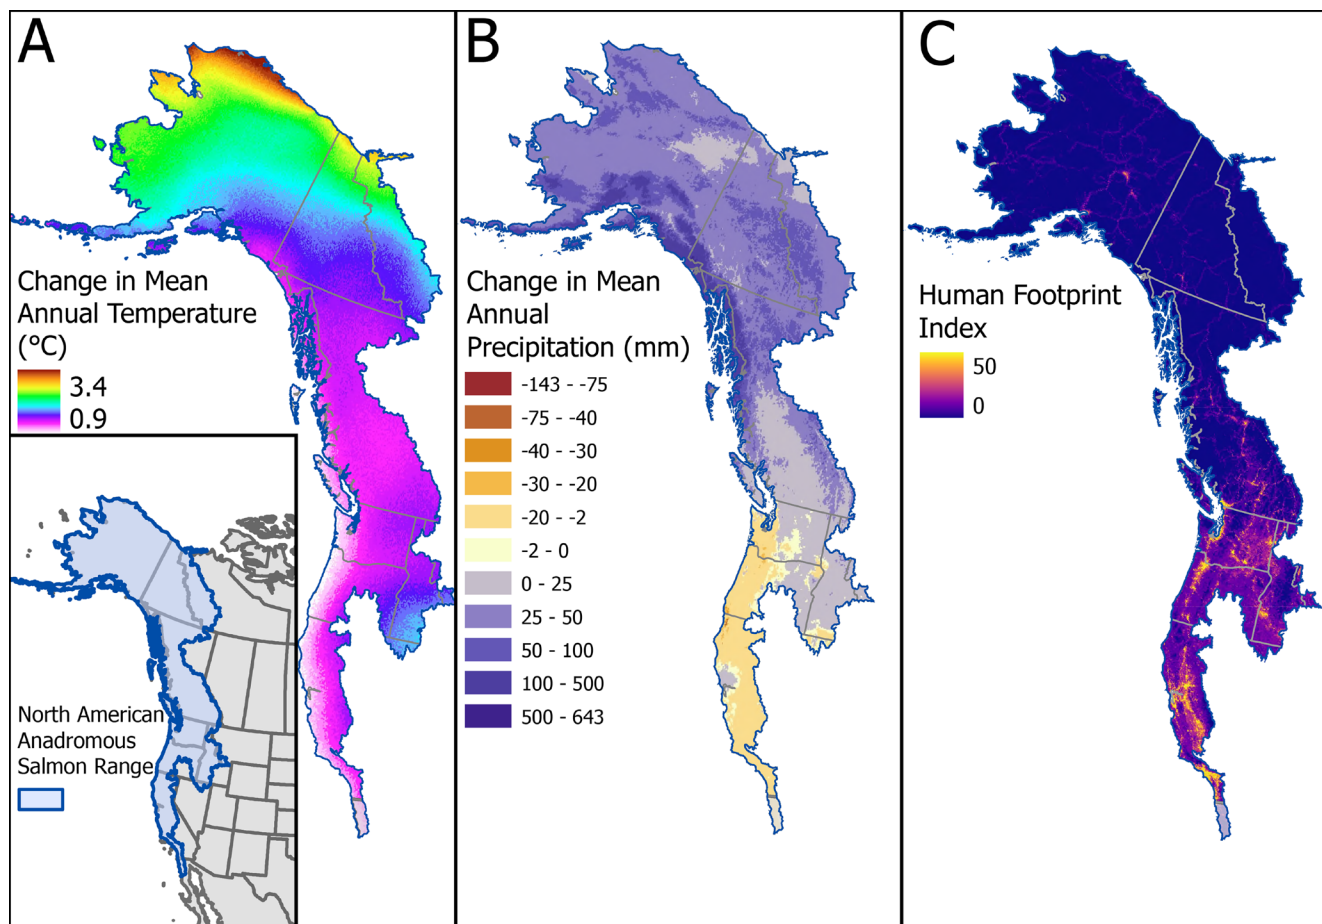 A
Change in Mean
Annual Temperature
(°C)
3.4
0.9
North American
Anadromous
Salmon Range
B
Change in Mean
Annual
Precipitation (mm)
-143 - -75
-75 - -40
-40 - -30
-30 - -20
-20 - -2
-2 - 0
0 - 25
25 - 50
50 - 100
100 - 500
500 - 643
C
Human Footprint
Index
50
0